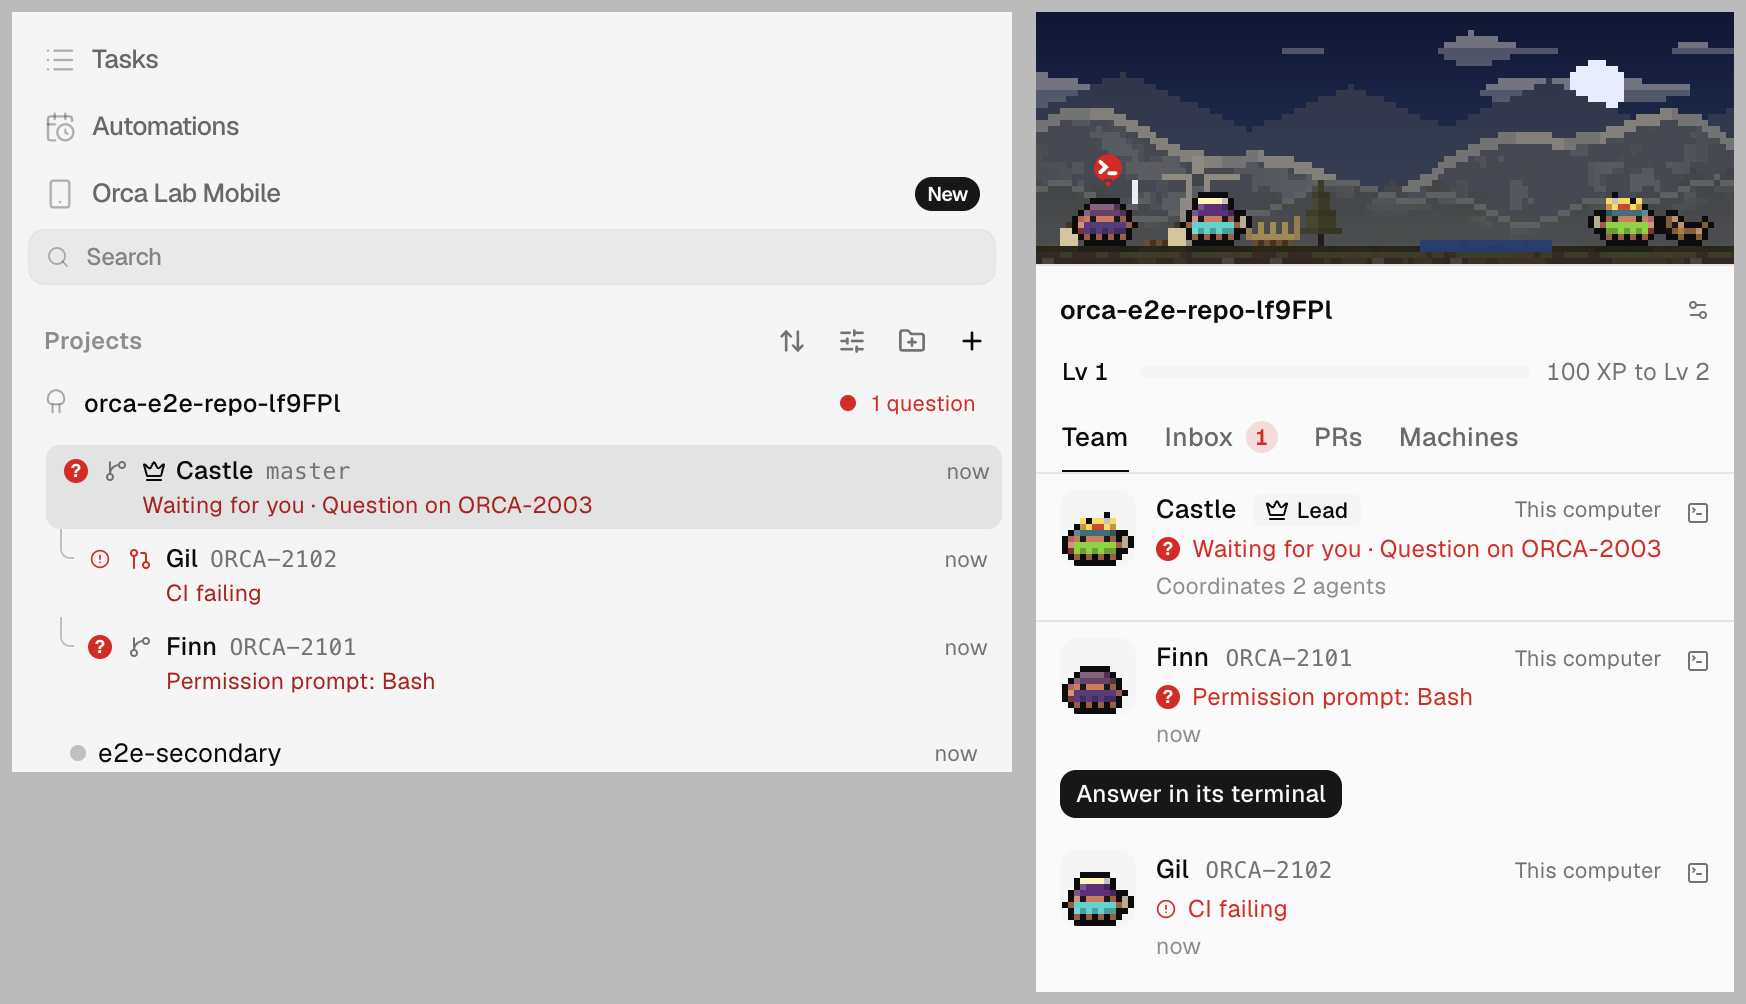 Tasks
Automations
Orca Lab Mobile
New
Search
Projects
orca-e2e-repo-lf9FPl
1 question
Castle master
now
Waiting for you · Question on ORCA-2003
Gil ORCA-2102
now
CI failing
Finn ORCA-2101
now
Permission prompt: Bash
e2e-secondary
now
orca-e2e-repo-lf9FPl
Lv 1
100 XP to Lv 2
Team
Inbox 1
PRs
Machines
Castle
Lead
This computer
Waiting for you · Question on ORCA-2003
Coordinates 2 agents
Finn ORCA-2101
This computer
Permission prompt: Bash
now
Answer in its terminal
Gil ORCA-2102
This computer
CI failing
now